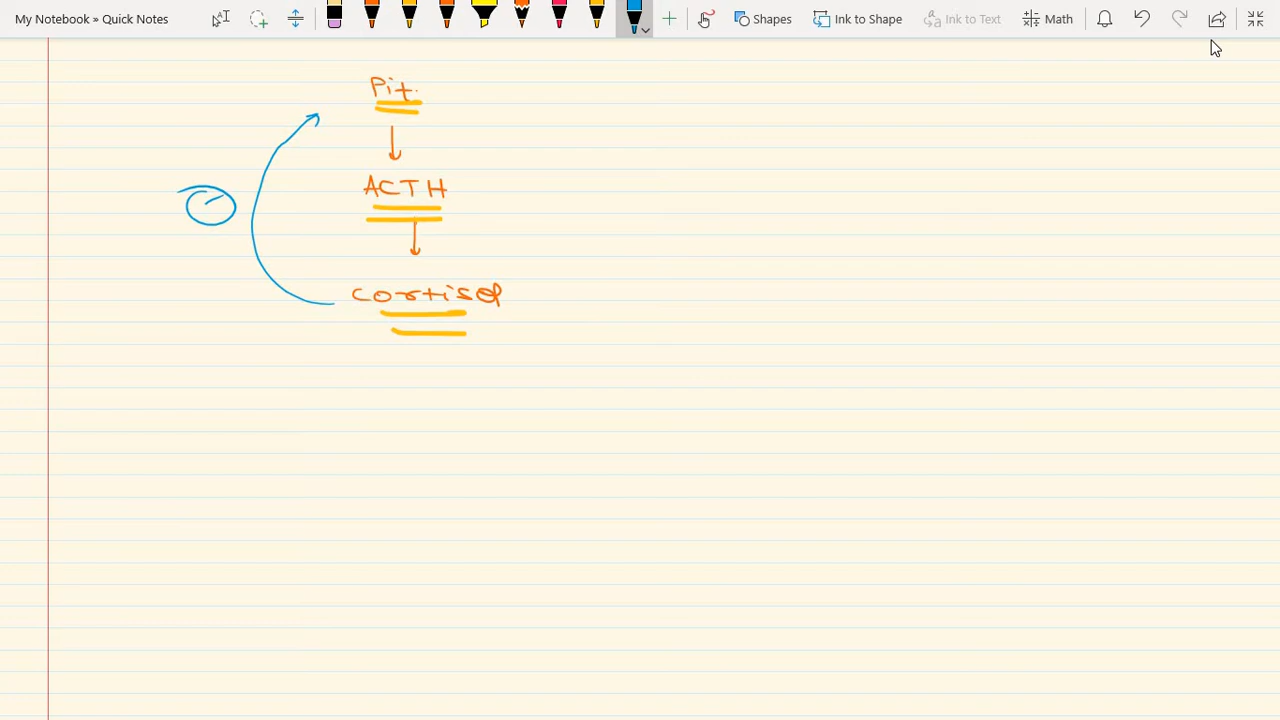 My Notebook » Quick Notes
Shapes
Ink to Shape
Ink to Text
Math
Pit.
ACTH
cortisol